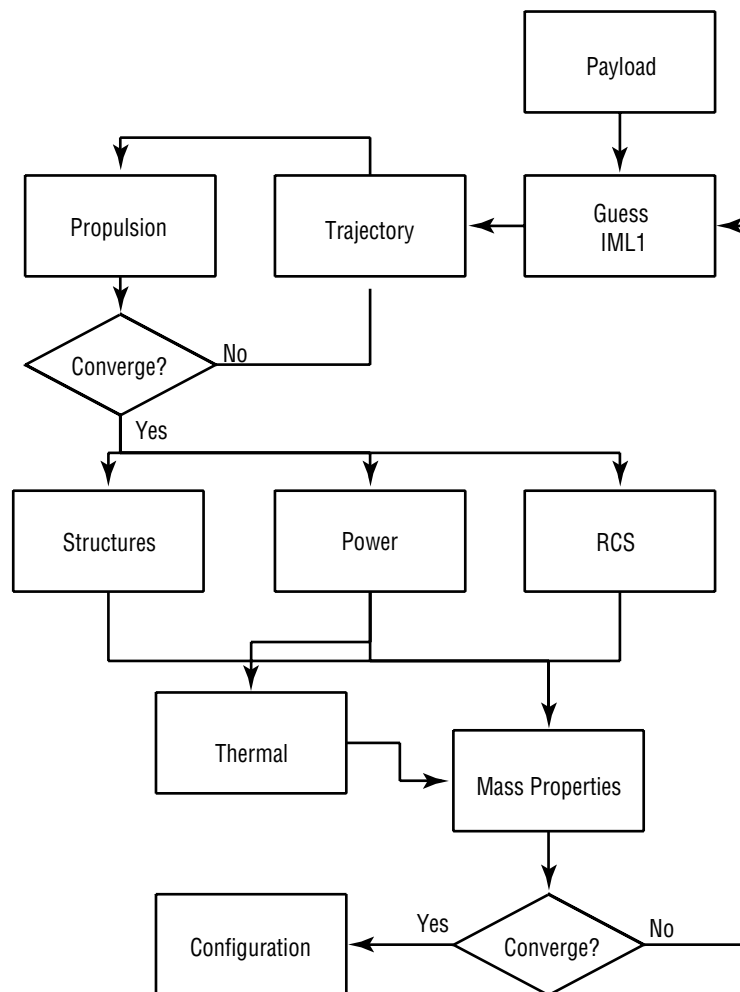 Payload
Propulsion
Trajectory
Guess
IML1
Converge?
No
Yes
Structures
Power
RCS
Thermal
Mass Properties
Yes
No
Configuration
Converge?